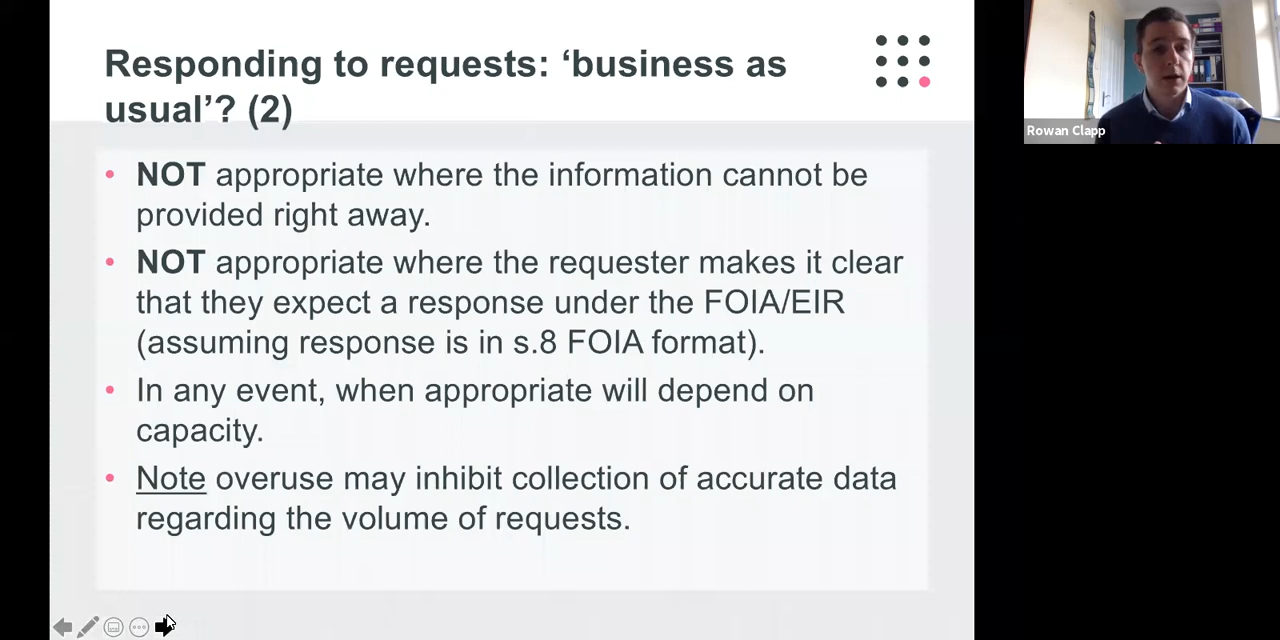 Responding to requests: ‘business as
usual’? (2)
• NOT appropriate where the information cannot be
provided right away.
• NOT appropriate where the requester makes it clear
that they expect a response under the FOIA/EIR
(assuming response is in s.8 FOIA format).
• In any event, when appropriate will depend on
capacity.
• Note overuse may inhibit collection of accurate data
regarding the volume of requests.
Rowan Clapp